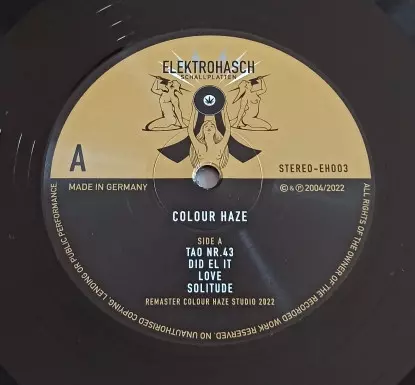 ELEKTROHASCH
SCHALLPLATTEN
A
STEREO-EH003
MADE IN GERMANY
© & ℗ 2004/2022
COLOUR HAZE
SIDE A
TAO NR.43
DID EL IT
LOVE
SOLITUDE
REMASTER COLOUR HAZE STUDIO 2022
ALL RIGHTS OF THE OWNER OF THE RECORDED WORK RESERVED. NO UNAUTHORISED COPYING, LENDING OR PUBLIC PERFORMANCE